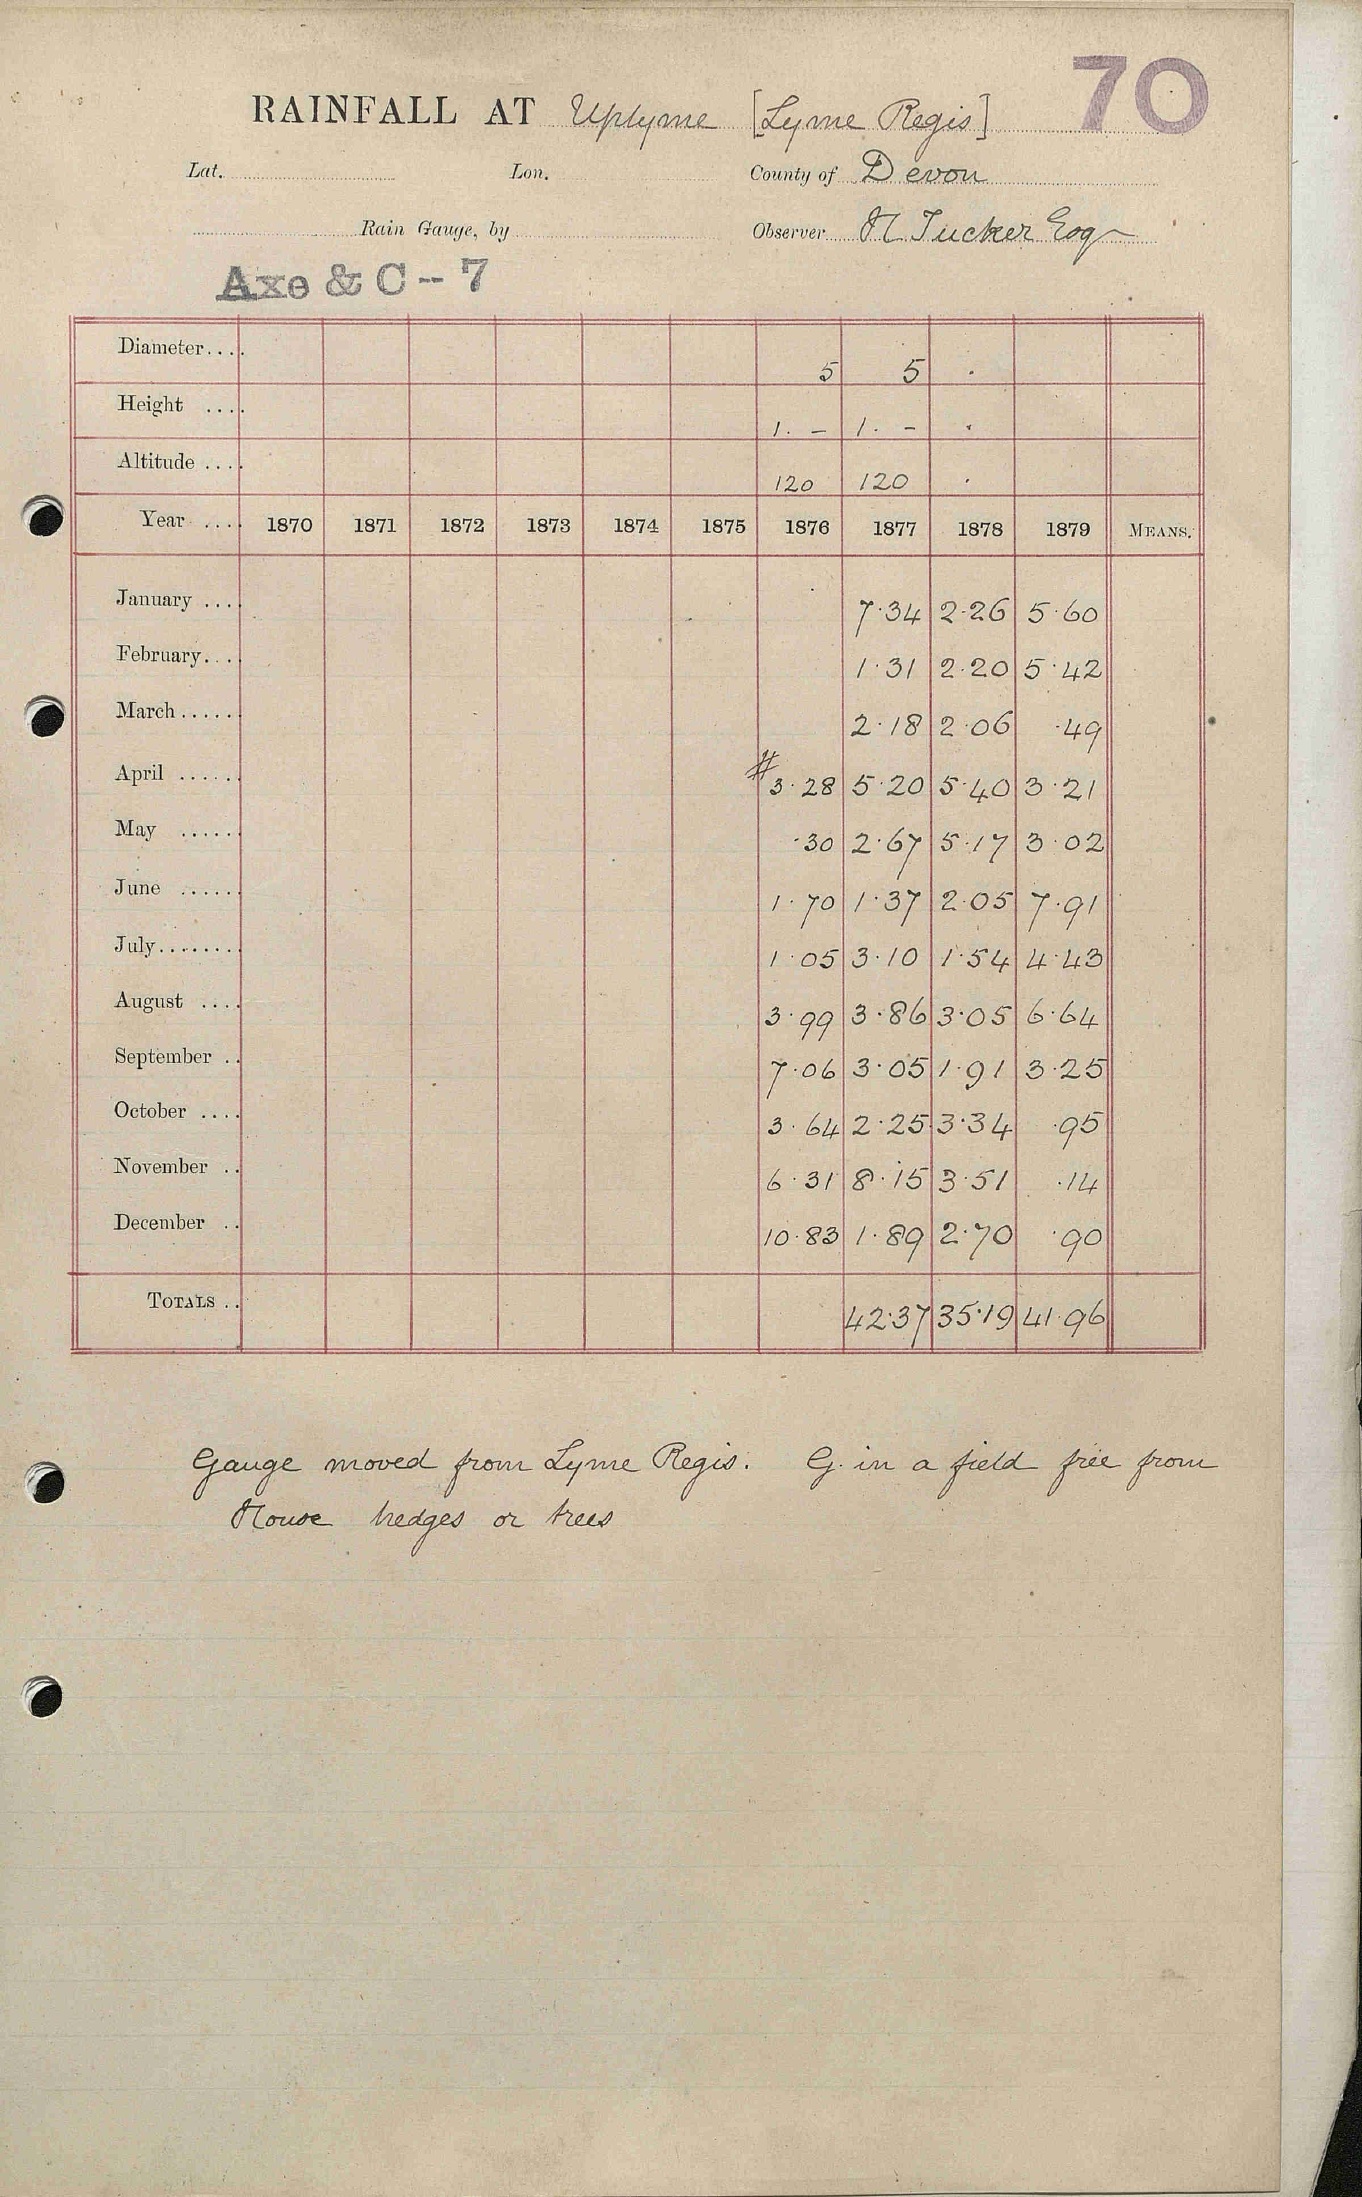 70
RAINFALL AT Uplyme [Lyme Regis]
Lat. Lon. County of Devon
Rain Gauge, by Observer H Tucker Esq
Axe & C - 7
Diameter.... 5 5 .
Height .... 1. - 1. - .
Altitude .... 120 120 .
Year .... 1870 1871 1872 1873 1874 1875 1876 1877 1878 1879 MEANS.
January .... 7.34 2.26 5.60
February.... 1.31 2.20 5.42
March...... 2.18 2.06 .49
April ...... #3.28 5.20 5.40 3.21
May ...... .30 2.67 5.17 3.02
June ...... 1.70 1.37 2.05 7.91
July........ 1.05 3.10 1.54 4.43
August .... 3.99 3.86 3.05 6.64
September .. 7.06 3.05 1.91 3.25
October .... 3.64 2.25 3.34 .95
November .. 6.31 8.15 3.51 .14
December .. 10.83 1.89 2.70 .90
TOTALS .. 42.37 35.19 41.96
Gauge moved from Lyme Regis. G. in a field free from
House hedges or trees